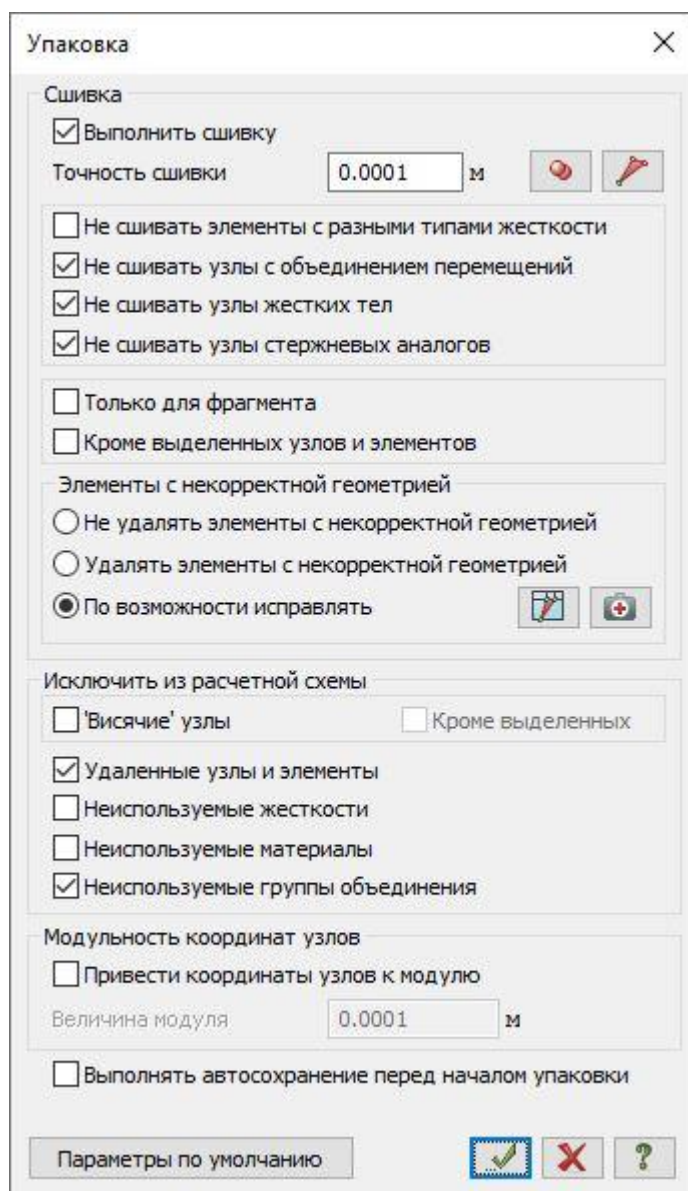 Упаковка
Сшивка
Выполнить сшивку
Точность сшивки 0.0001 м
Не сшивать элементы с разными типами жесткости
Не сшивать узлы с объединением перемещений
Не сшивать узлы жестких тел
Не сшивать узлы стержневых аналогов
Только для фрагмента
Кроме выделенных узлов и элементов
Элементы с некорректной геометрией
Не удалять элементы с некорректной геометрией
Удалять элементы с некорректной геометрией
По возможности исправлять
Исключить из расчетной схемы
'Висячие' узлы Кроме выделенных
Удаленные узлы и элементы
Неиспользуемые жесткости
Неиспользуемые материалы
Неиспользуемые группы объединения
Модульность координат узлов
Привести координаты узлов к модулю
Величина модуля 0.0001 м
Выполнять автосохранение перед началом упаковки
Параметры по умолчанию ?